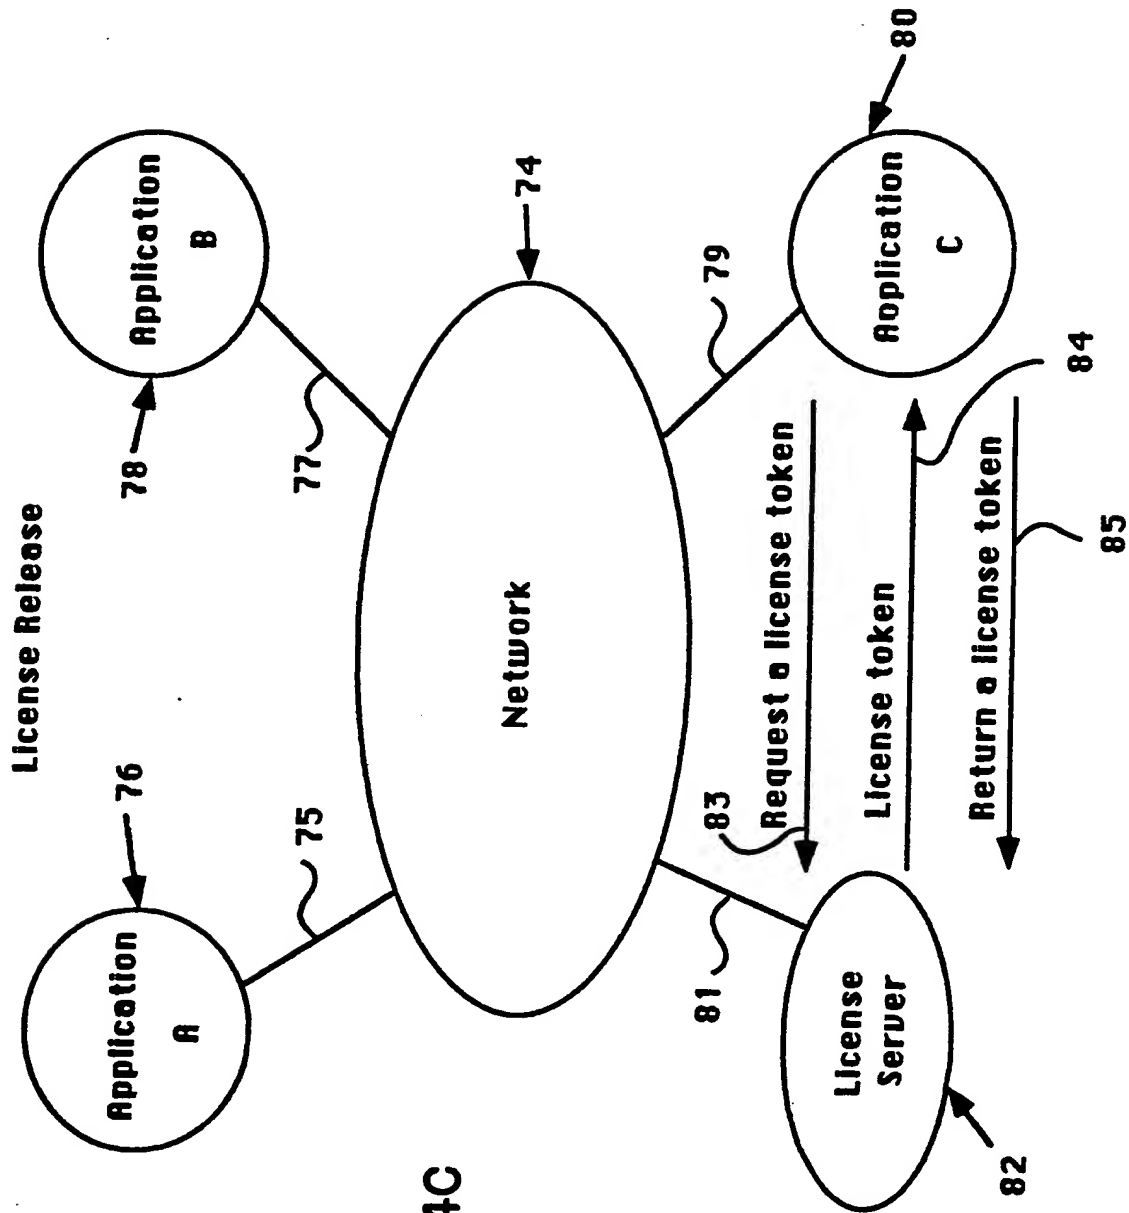 License Release
Application
A
76
75
78
77
Application
B
4C
Network
74
81
83
79
Request a license token
License token
Return a license token
License
Server
82
Aoplication
C
80
84
85